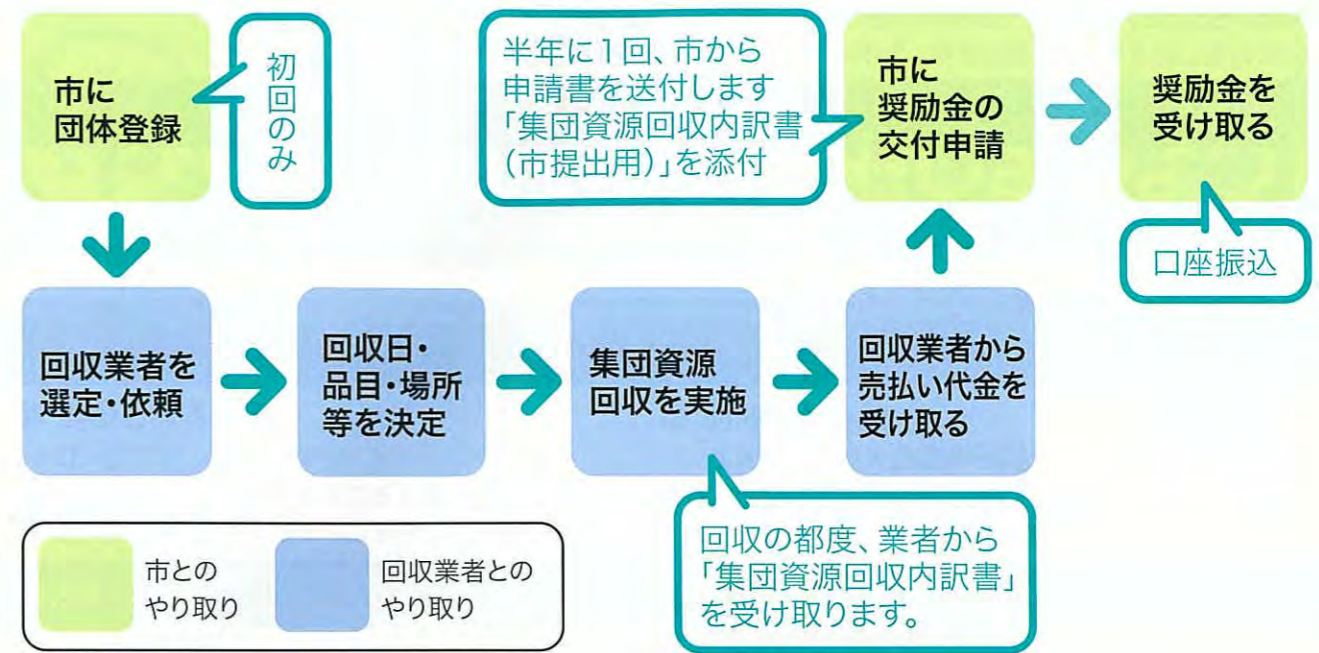 市に
団体登録
初回のみ
半年に1回、市から
申請書を送付します
「集団資源回収内訳書
（市提出用）」を添付
市に
奨励金の
交付申請
奨励金を
受け取る
口座振込
回収業者を
選定・依頼
回収日・
品目・場所
等を決定
集団資源
回収を実施
回収業者から
売払い代金を
受け取る
回収の都度、業者から
「集団資源回収内訳書」
を受け取ります。
市との
やり取り
回収業者との
やり取り